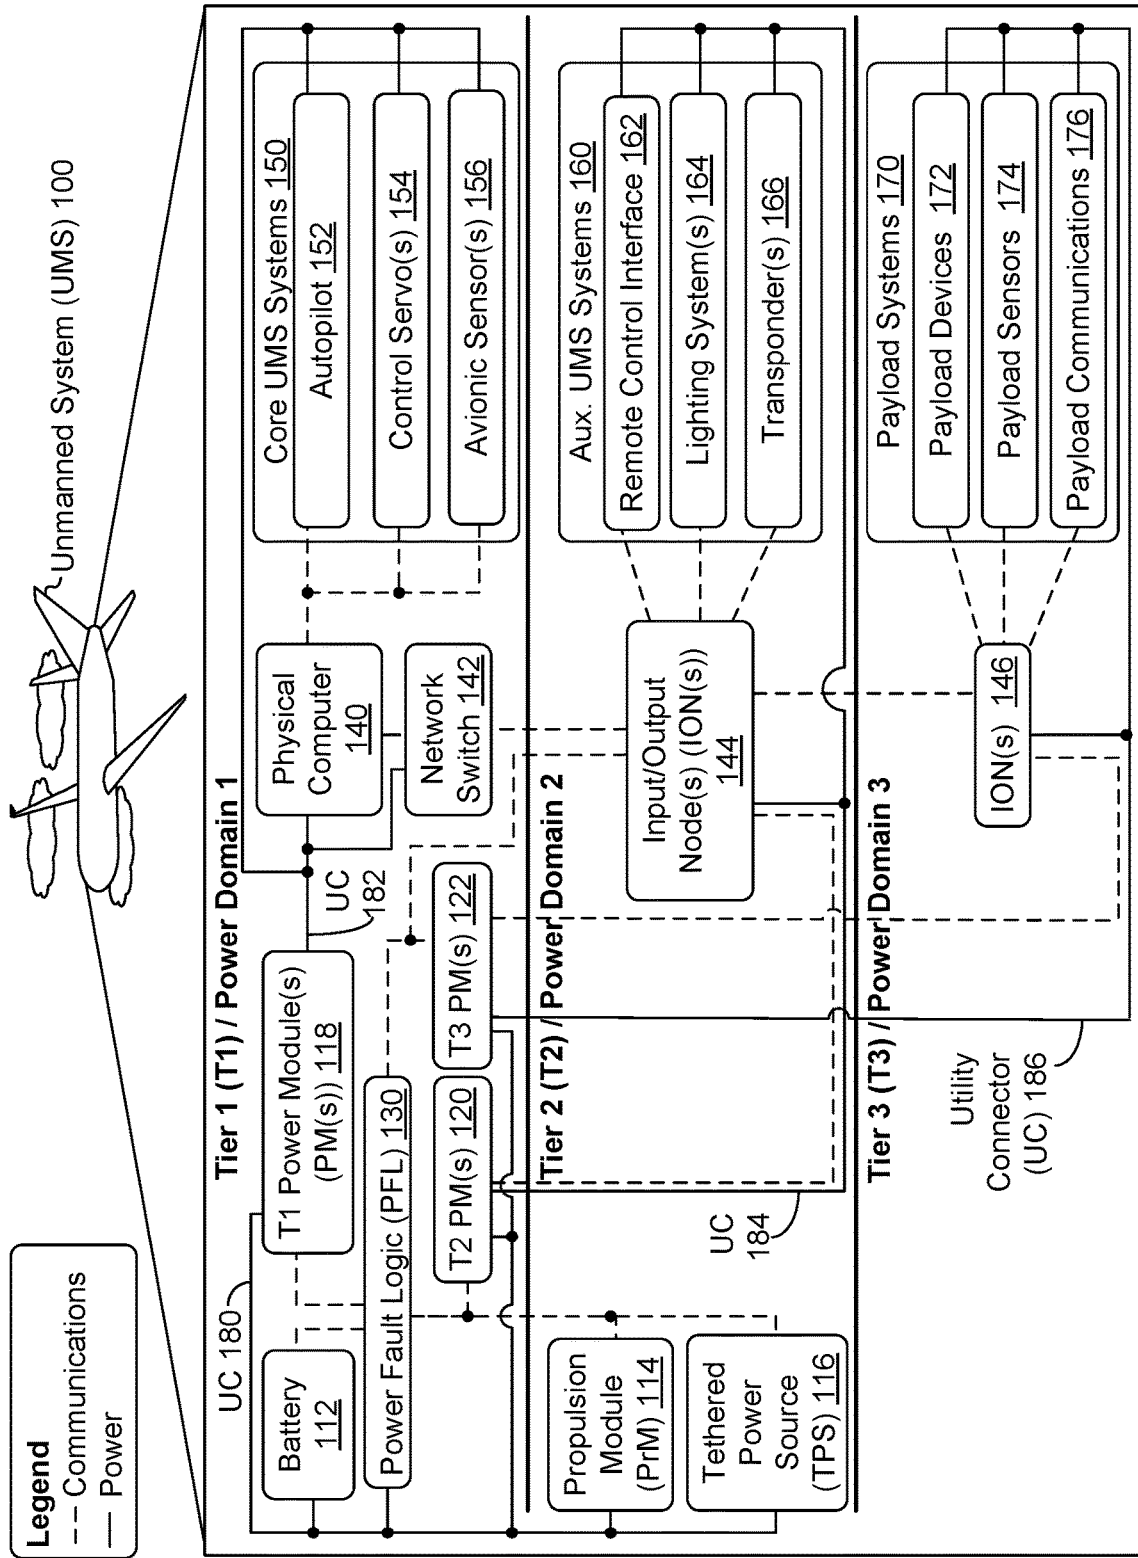 Legend
Communications
Power
Unmanned System (UMS) 100
Tier 1 (T1) / Power Domain 1
UC 180
Battery
112
T1 Power Module(s)
(PM(s)) 118
Power Fault Logic (PFL) 130
T2 PM(s) 120
T3 PM(s) 122
UC
182
Physical
Computer
140
Network
Switch 142
Core UMS Systems 150
Autopilot 152
Control Servo(s) 154
Avionic Sensor(s) 156
Tier 2 (T2) / Power Domain 2
Propulsion
Module
(PrM) 114
Tethered
Power
Source
(TPS) 116
UC
184
Input/Output
Node(s) (ION(s))
144
Aux. UMS Systems 160
Remote Control Interface 162
Lighting System(s) 164
Transponder(s) 166
Tier 3 (T3) / Power Domain 3
Utility
Connector
(UC) 186
ION(s) 146
Payload Systems 170
Payload Devices 172
Payload Sensors 174
Payload Communications 176